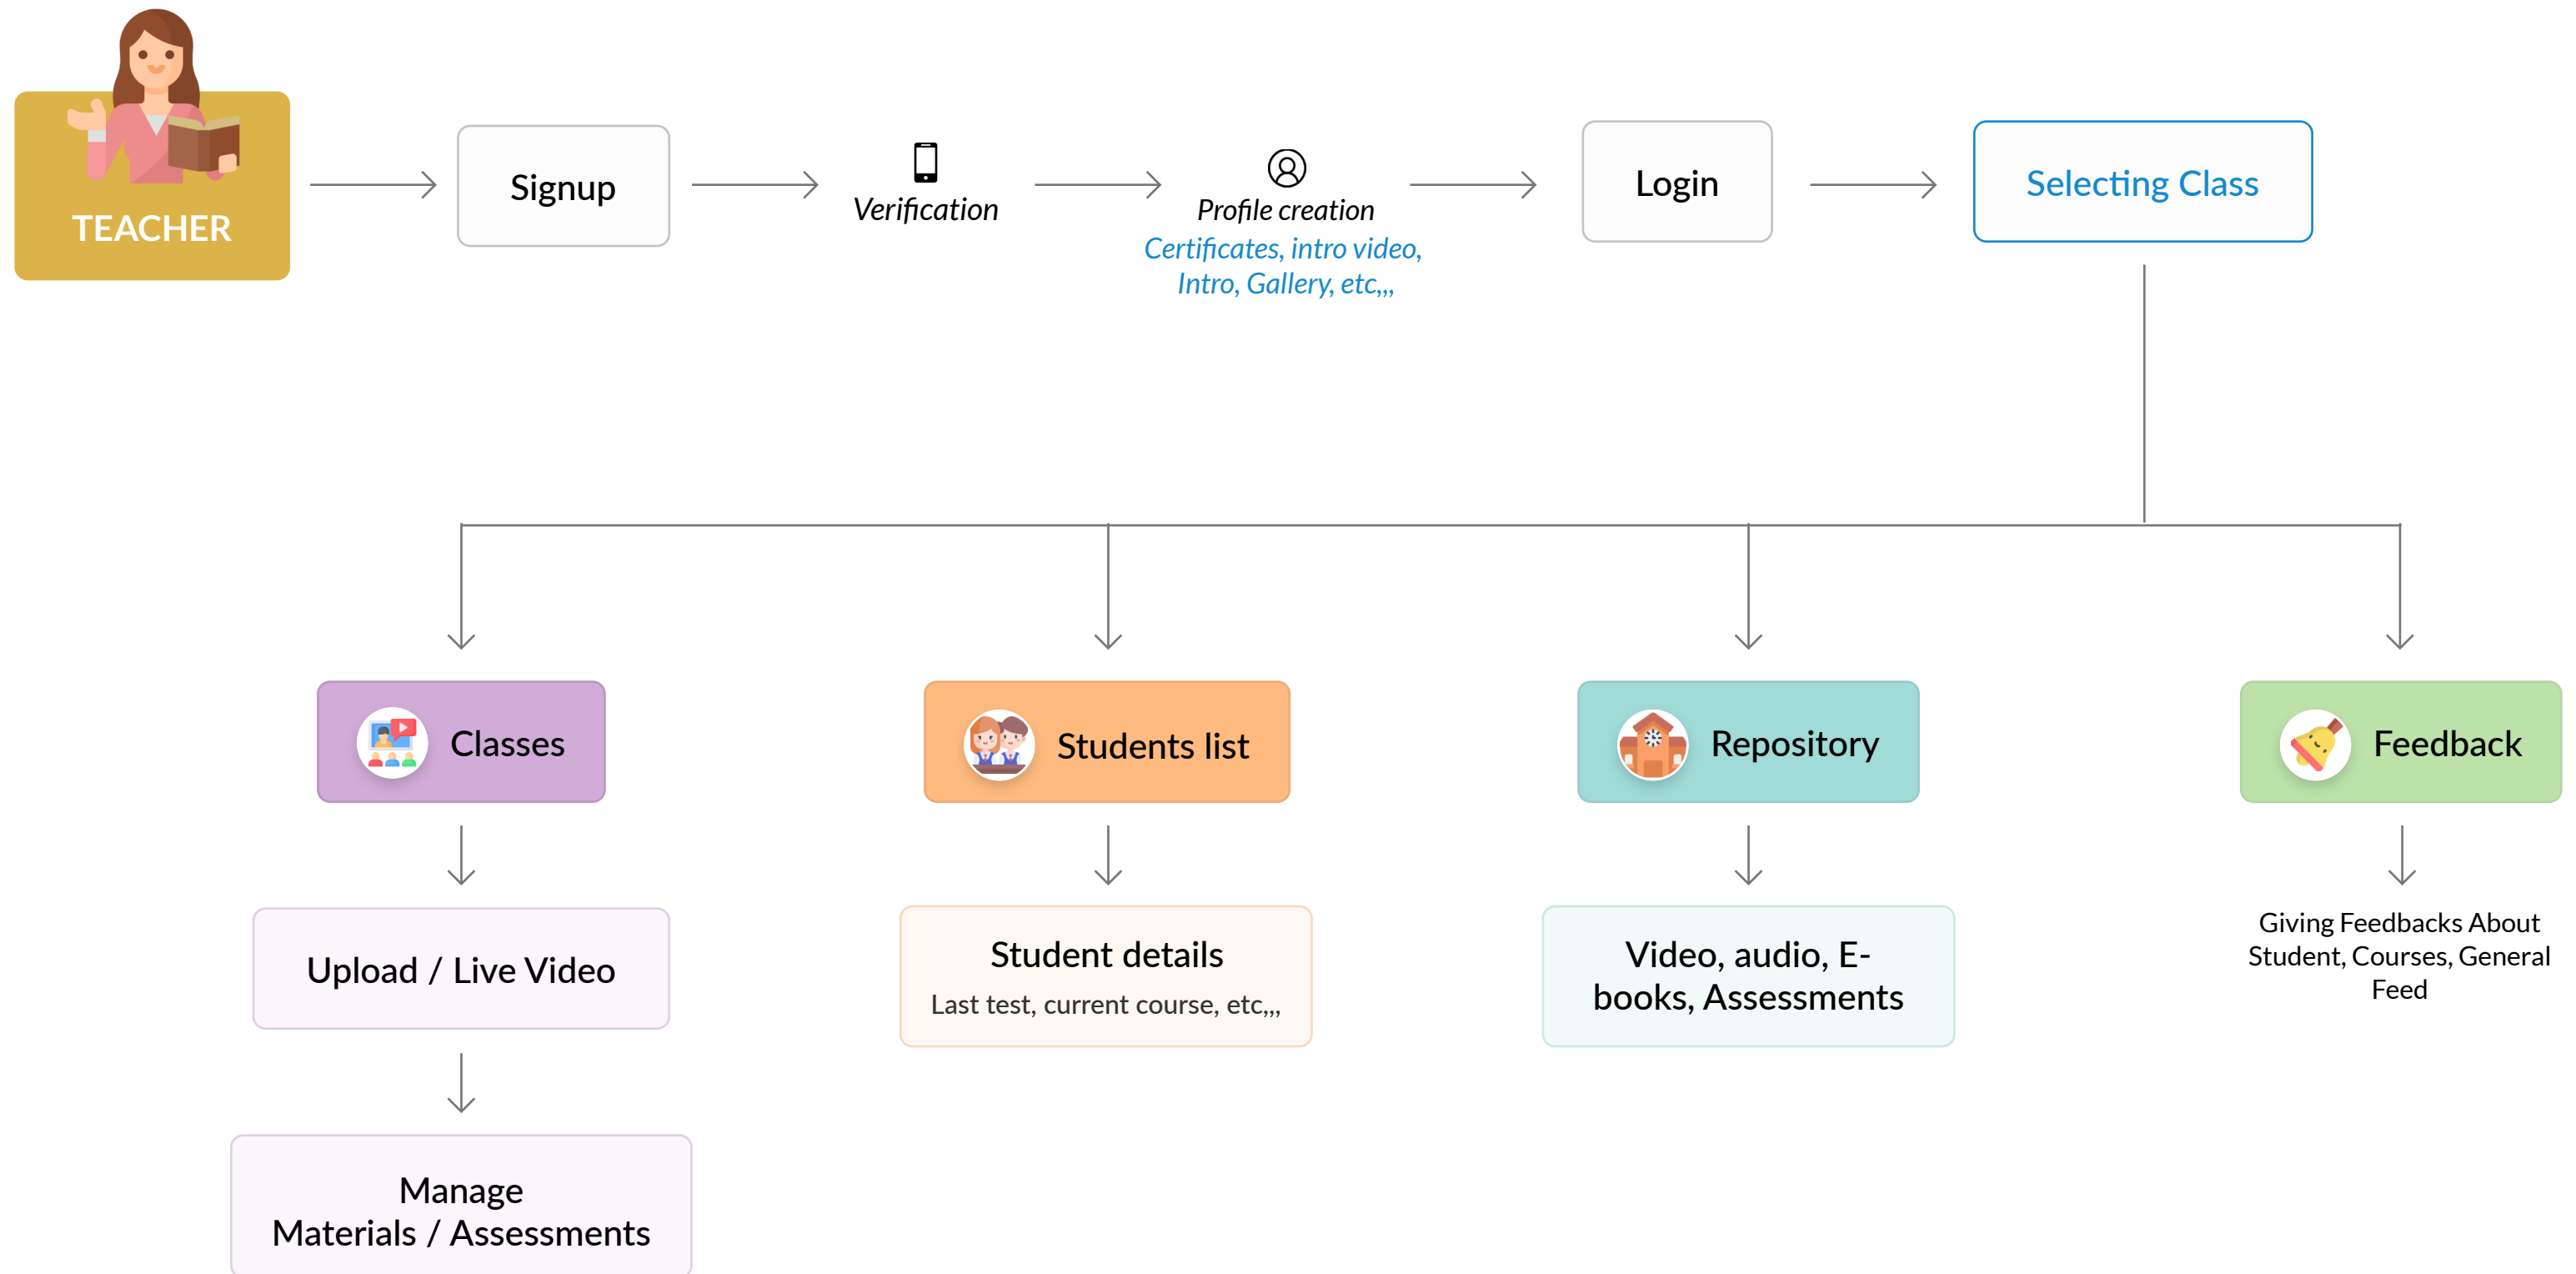 TEACHER
Signup
Verification
Profile creation
Certificates, intro video,
Intro, Gallery, etc,,,
Login
Selecting Class
Classes
Students list
Repository
Feedback
Upload / Live Video
Student details
Last test, current course, etc,,,
Video, audio, E-
books, Assessments
Giving Feedbacks About
Student, Courses, General
Feed
Manage
Materials / Assessments